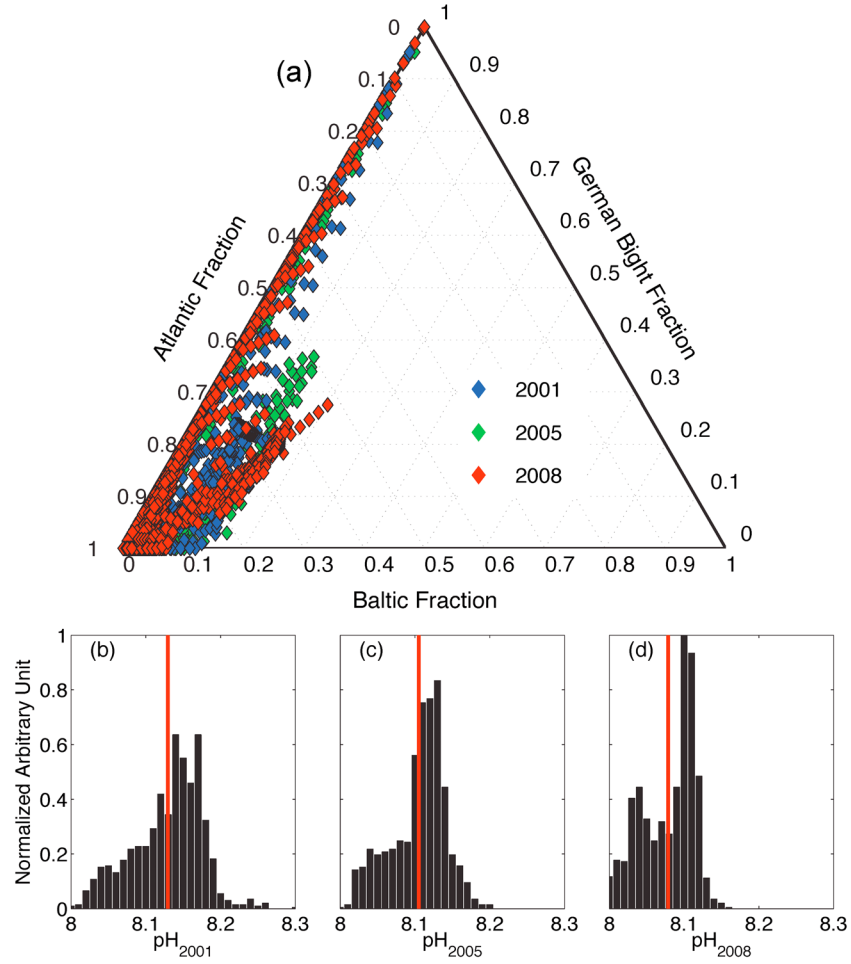 (a)
Atlantic Fraction
0
0.1
0.2
0.3
0.4
0.5
0.6
0.7
0.8
0.9
1
German Bight Fraction
1
0.9
0.8
0.7
0.6
0.5
0.4
0.3
0.2
0.1
0
2001
2005
2008
0 0.1 0.2 0.3 0.4 0.5 0.6 0.7 0.8 0.9 1
Baltic Fraction
Normalized Arbitrary Unit
1
0.8
0.6
0.4
0.2
0
(b)
8 8.1 8.2 8.3
pH2001
(c)
8 8.1 8.2 8.3
pH2005
(d)
8 8.1 8.2 8.3
pH2008